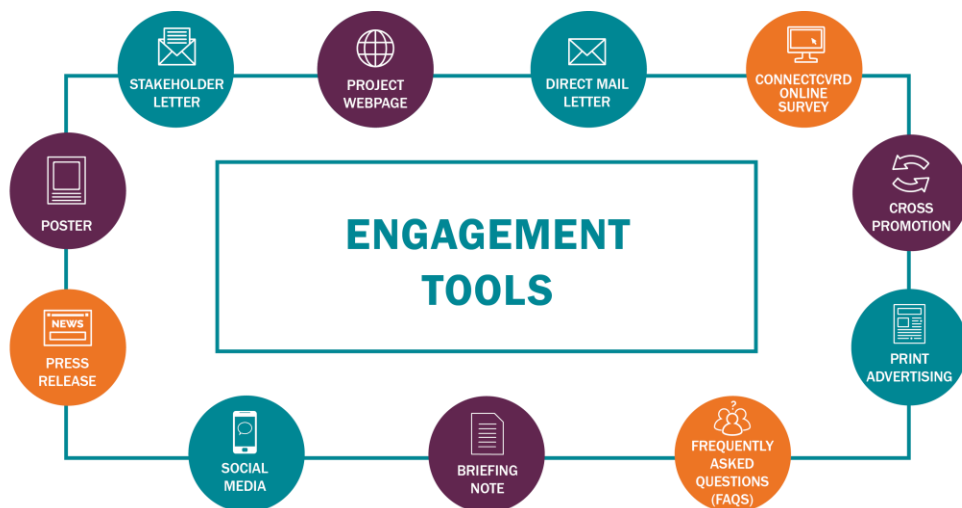 STAKEHOLDER
LETTER
PROJECT
WEBPAGE
DIRECT MAIL
LETTER
CONNECTCVRD
ONLINE
SURVEY
POSTER
CROSS
PROMOTION
ENGAGEMENT
TOOLS
NEWS
PRESS
RELEASE
PRINT
ADVERTISING
SOCIAL
MEDIA
BRIEFING
NOTE
?
FREQUENTLY
ASKED
QUESTIONS
(FAQS)